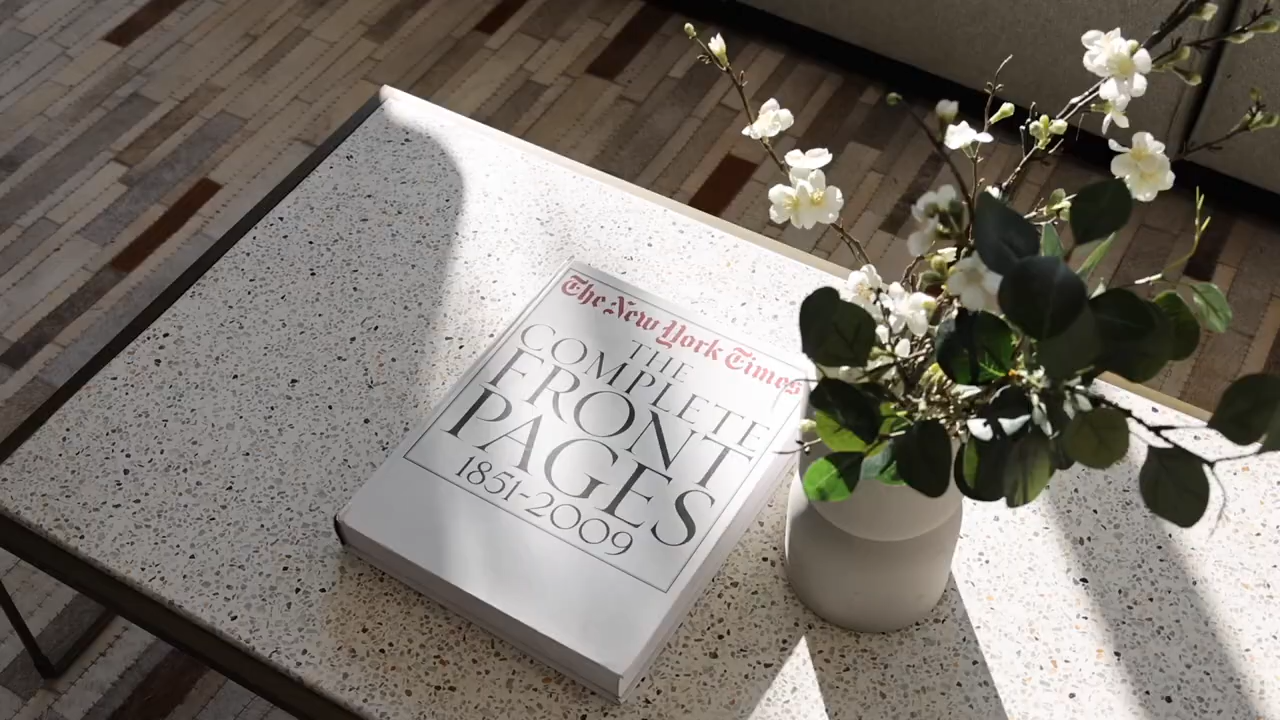 The New York Times
THE
COMPLETE
FRONT
PAGES
1851-2009